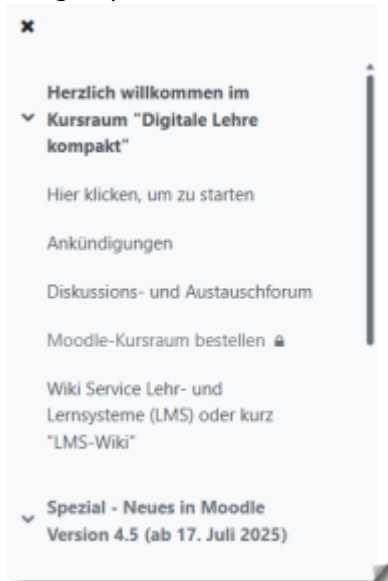 Herzlich willkommen im
Kursraum "Digitale Lehre
kompakt"
Hier klicken, um zu starten
Ankündigungen
Diskussions- und Austauschforum
Moodle-Kursraum bestellen
Wiki Service Lehr- und
Lernsysteme (LMS) oder kurz
"LMS-Wiki"
Spezial - Neues in Moodle
Version 4.5 (ab 17. Juli 2025)